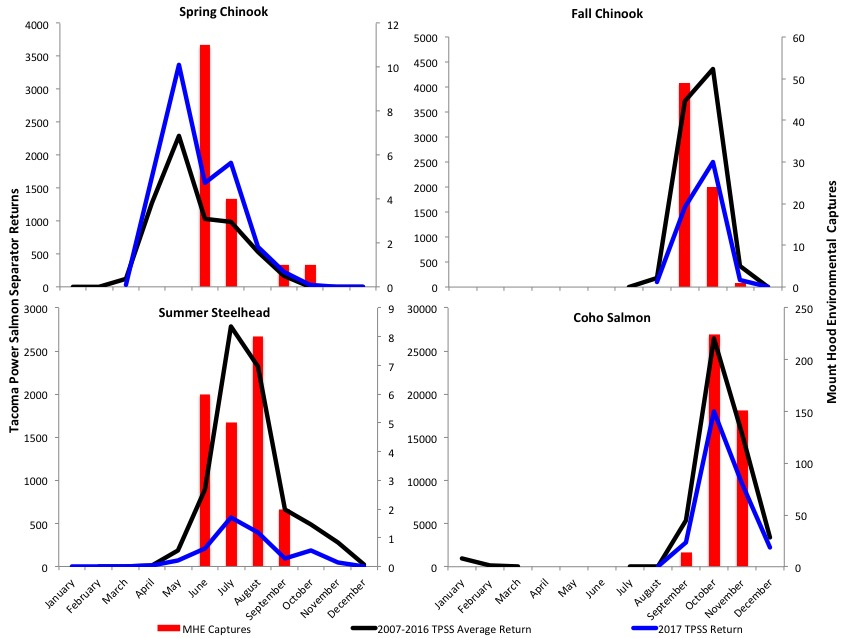 Spring Chinook
Fall Chinook
4000
3500
3000
2500
2000
1500
1000
500
0
12
10
8
6
4
2
0
5000
4500
4000
3500
3000
2500
2000
1500
1000
500
0
60
50
40
30
20
10
0
Tacoma Power Salmon Separator Returns
Mount Hood Environmental Captures
Summer Steelhead
Coho Salmon
3000
2500
2000
1500
1000
500
0
9
8
7
6
5
4
3
2
1
0
30000
25000
20000
15000
10000
5000
0
250
200
150
100
50
0
January
February
March
April
May
June
July
August
September
October
November
December
January
February
March
April
May
June
July
August
September
October
November
December
MHE Captures
2007-2016 TPSS Average Return
2017 TPSS Return